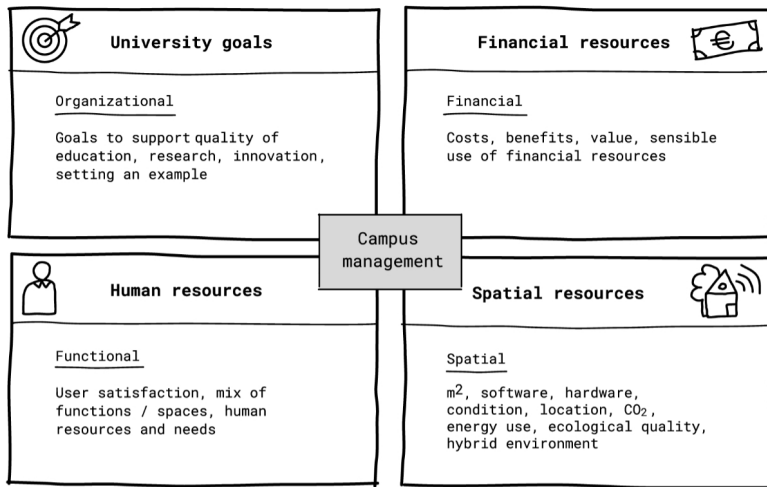 University goals
Organizational
Goals to support quality of
education, research, innovation,
setting an example
Financial resources
€
Financial
Costs, benefits, value, sensible
use of financial resources
Campus
management
Human resources
Functional
User satisfaction, mix of
functions / spaces, human
resources and needs
Spatial resources
Spatial
m², software, hardware,
condition, location, CO₂,
energy use, ecological quality,
hybrid environment